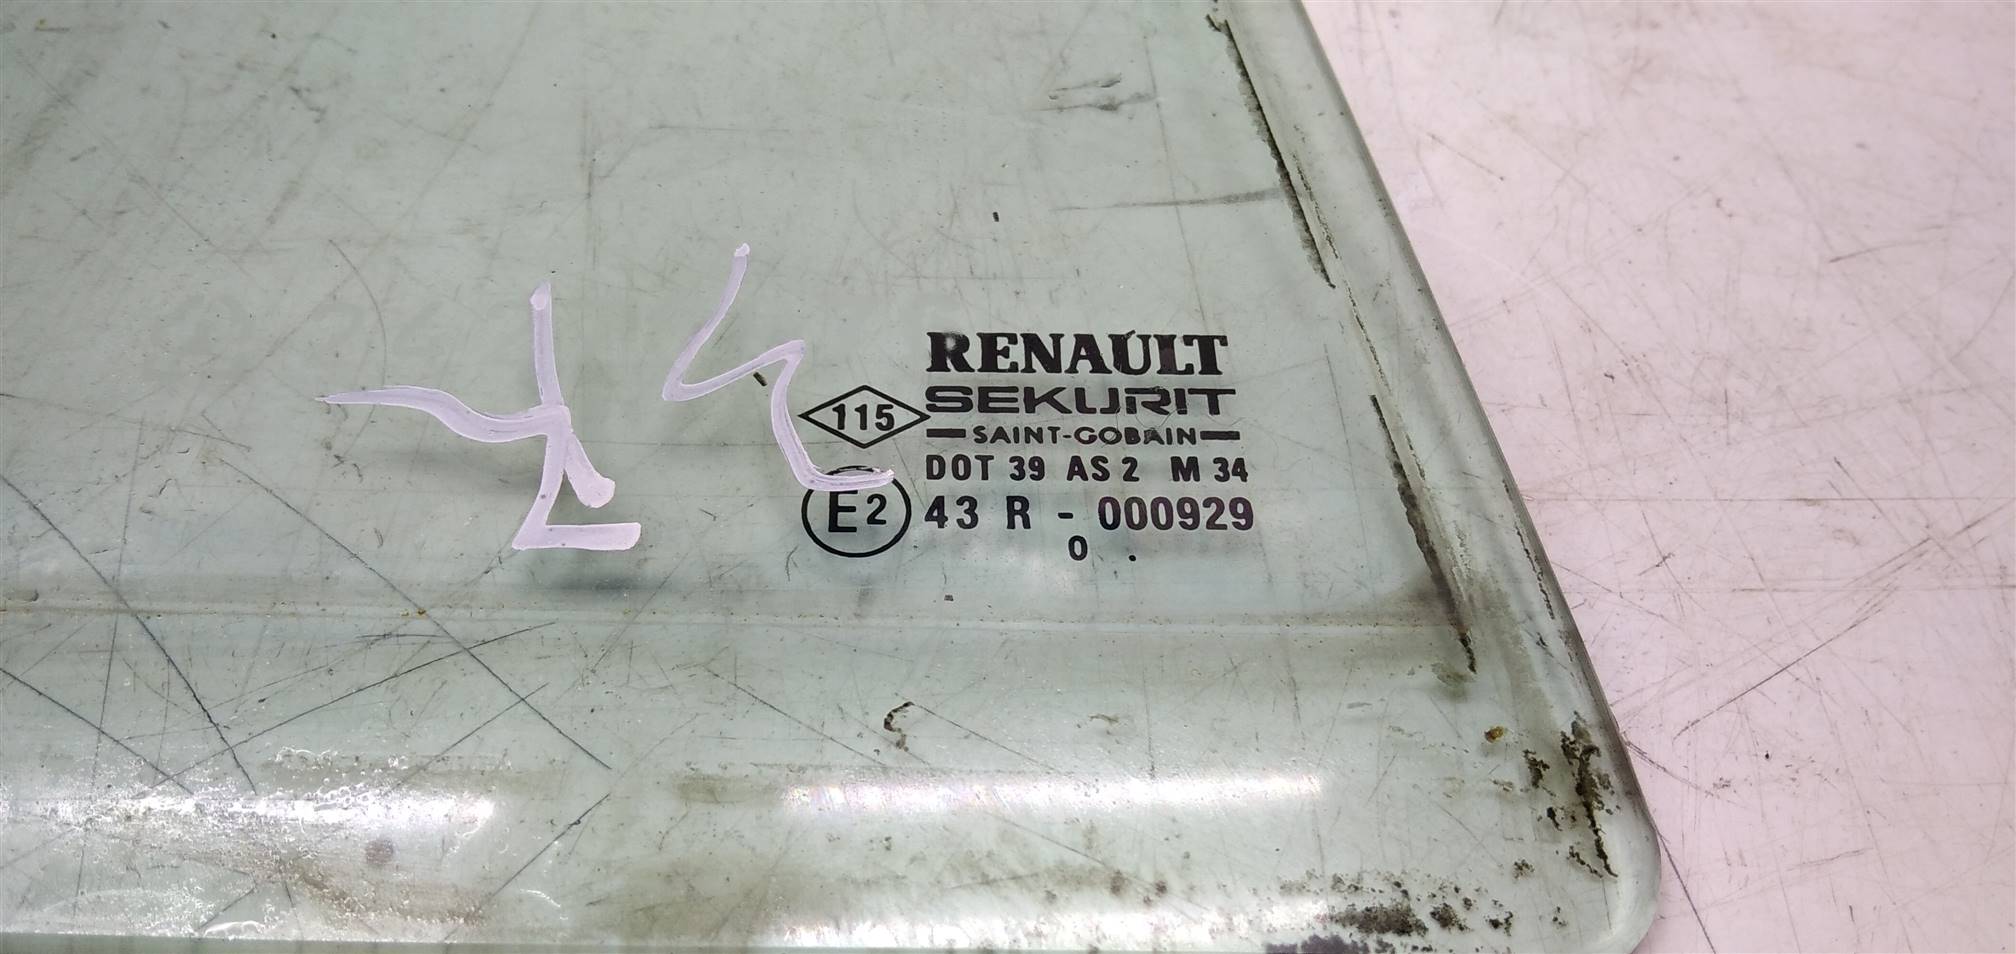 RENAULT
115 SEKURIT
SAINT-GOBAIN
DOT 39 AS 2 M 34
E2 43 R - 000929
0 .